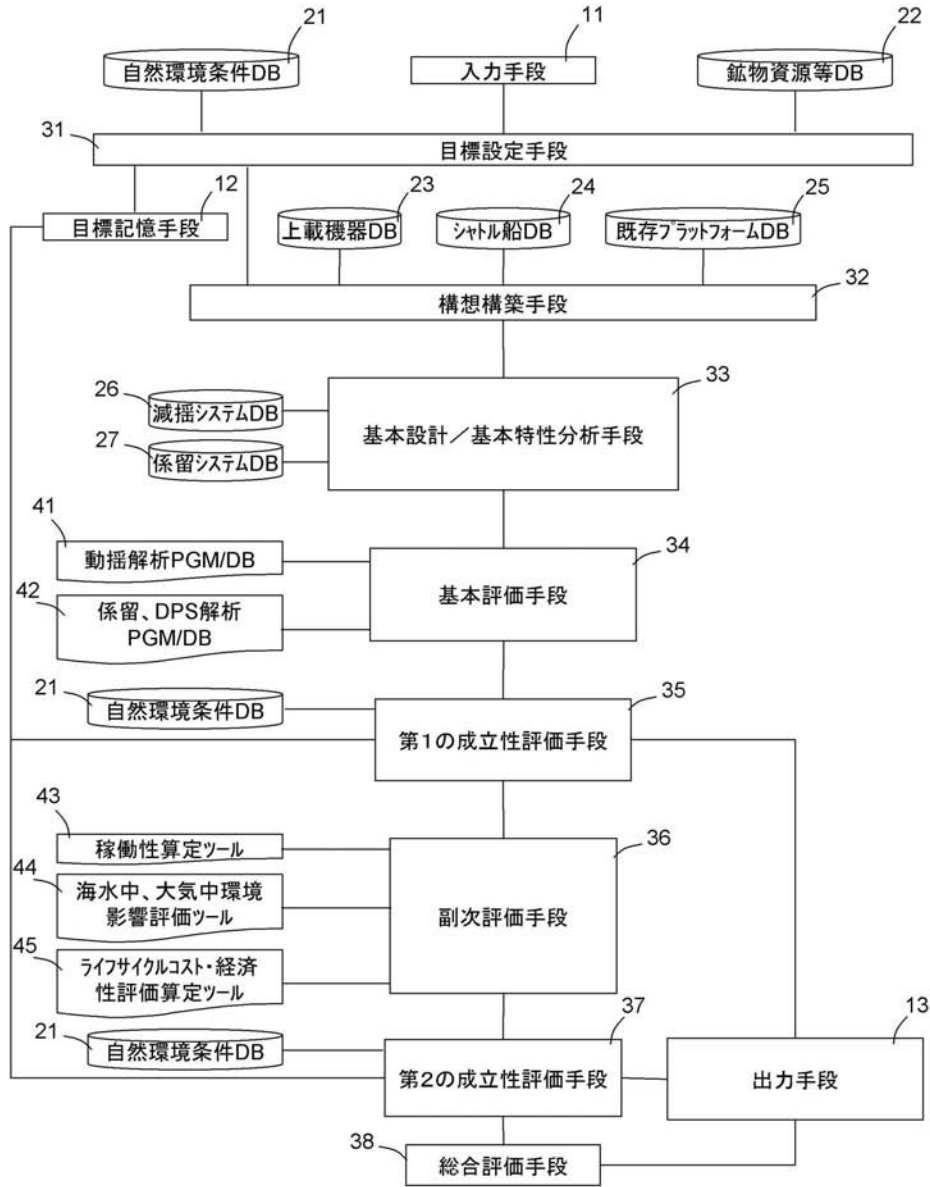 21
11
22
自然環境条件DB
入力手段
鉱物資源等DB
31
目標設定手段
12
目標記憶手段
23
上載機器DB
24
シャトル船DB
25
既存プラットフォームDB
32
構想構築手段
33
26
減揺システムDB
27
係留システムDB
基本設計／基本特性分析手段
41
動揺解析PGM/DB
34
42
係留、DPS解析
PGM/DB
基本評価手段
21
自然環境条件DB
35
第1の成立性評価手段
43
稼働性算定ツール
36
44
海水中、大気中環境
影響評価ツール
副次評価手段
45
ライフサイクルコスト・経済
性評価算定ツール
21
自然環境条件DB
37
第2の成立性評価手段
13
出力手段
38
総合評価手段